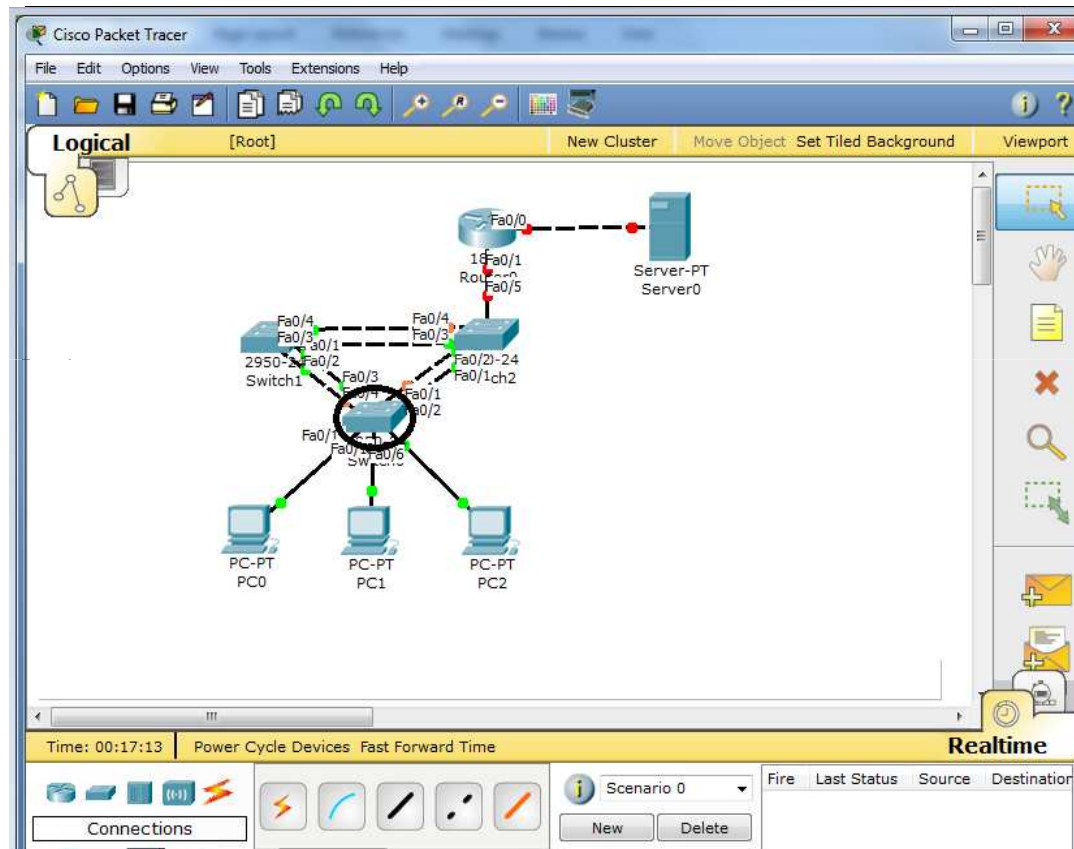 Cisco Packet Tracer
File Edit Options View Tools Extensions Help
Logical [Root] New Cluster Move Object Set Tiled Background Viewport
Fa0/0
Fa0/1
Server-PT
Server0
Fa0/5
Fa0/4 Fa0/4
Fa0/3 Fa0/3
Fa0/2
2950-24 Fa0/2 -24
Switch1
Fa0/3 Fa0/1
Fa0/1
Fa0/2
Fa0/6
PC-PT PC-PT PC-PT
PC0 PC1 PC2
Time: 00:17:13 Power Cycle Devices Fast Forward Time Realtime
Fire Last Status Source Destination
Scenario 0
Connections New Delete